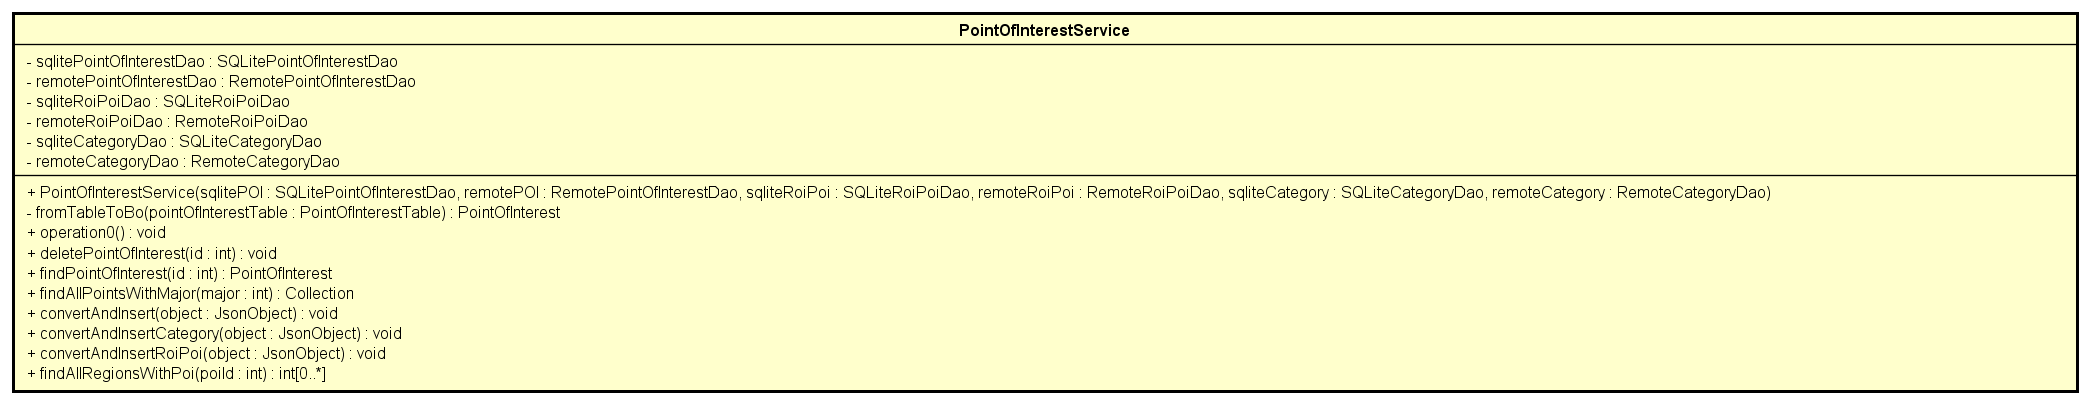 PointOfInterestService
- sqlitePointOfInterestDao : SQLitePointOfInterestDao
- remotePointOfInterestDao : RemotePointOfInterestDao
- sqliteRoiPoiDao : SQLiteRoiPoiDao
- remoteRoiPoiDao : RemoteRoiPoiDao
- sqliteCategoryDao : SQLiteCategoryDao
- remoteCategoryDao : RemoteCategoryDao
+ PointOfInterestService(sqlitePOI : SQLitePointOfInterestDao, remotePOI : RemotePointOfInterestDao, sqliteRoiPoi : SQLiteRoiPoiDao, remoteRoiPoi : RemoteRoiPoiDao, sqliteCategory : SQLiteCategoryDao, remoteCategory : RemoteCategoryDao)
- fromTableToBo(pointOfInterestTable : PointOfInterestTable) : PointOfInterest
+ operation0() : void
+ deletePointOfInterest(id : int) : void
+ findPointOfInterest(id : int) : PointOfInterest
+ findAllPointsWithMajor(major : int) : Collection
+ convertAndInsert(object : JsonObject) : void
+ convertAndInsertCategory(object : JsonObject) : void
+ convertAndInsertRoiPoi(object : JsonObject) : void
+ findAllRegionsWithPoi(poiId : int) : int[0..*]